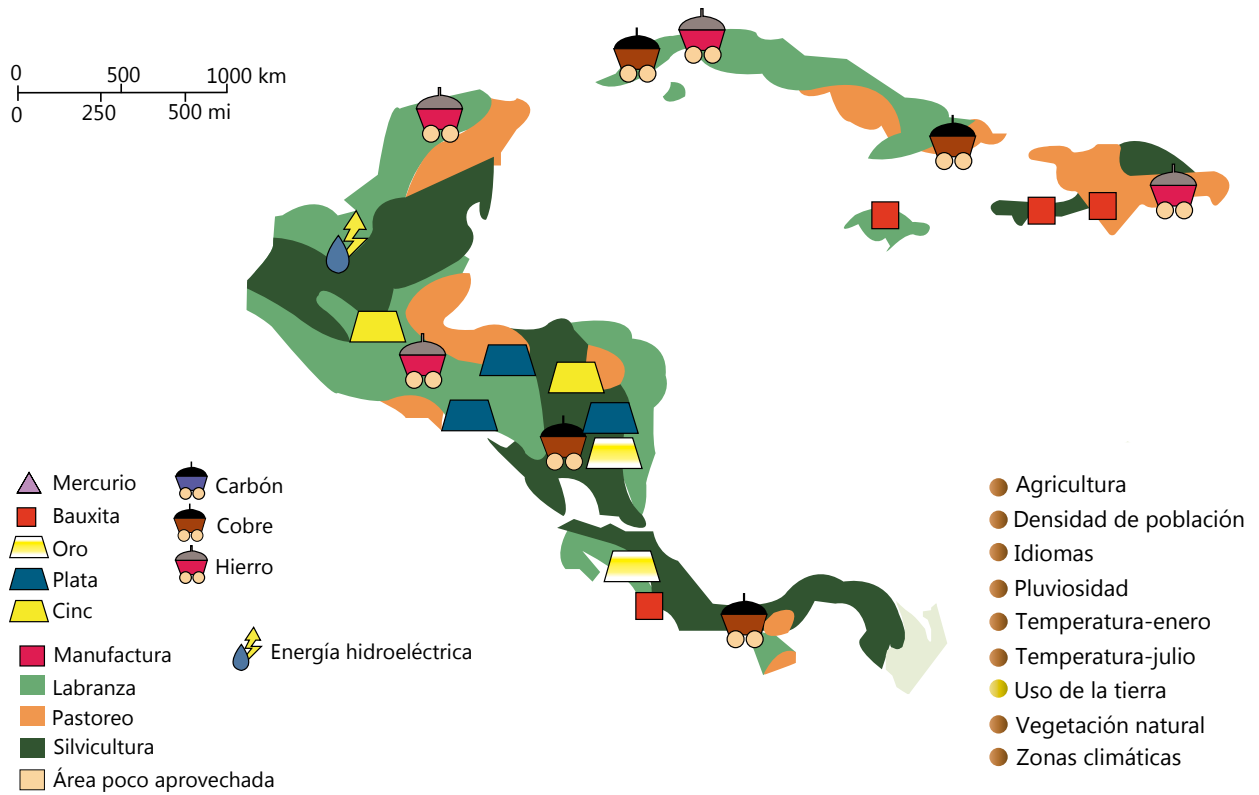 0 500 1000 km
0 250 500 mi
Mercurio
Bauxita
Oro
Plata
Cinc
Carbón
Cobre
Hierro
Manufactura
Labranza
Pastoreo
Silvicultura
Área poco aprovechada
Energía hidroeléctrica
Agricultura
Densidad de población
Idiomas
Pluviosidad
Temperatura-enero
Temperatura-julio
Uso de la tierra
Vegetación natural
Zonas climáticas